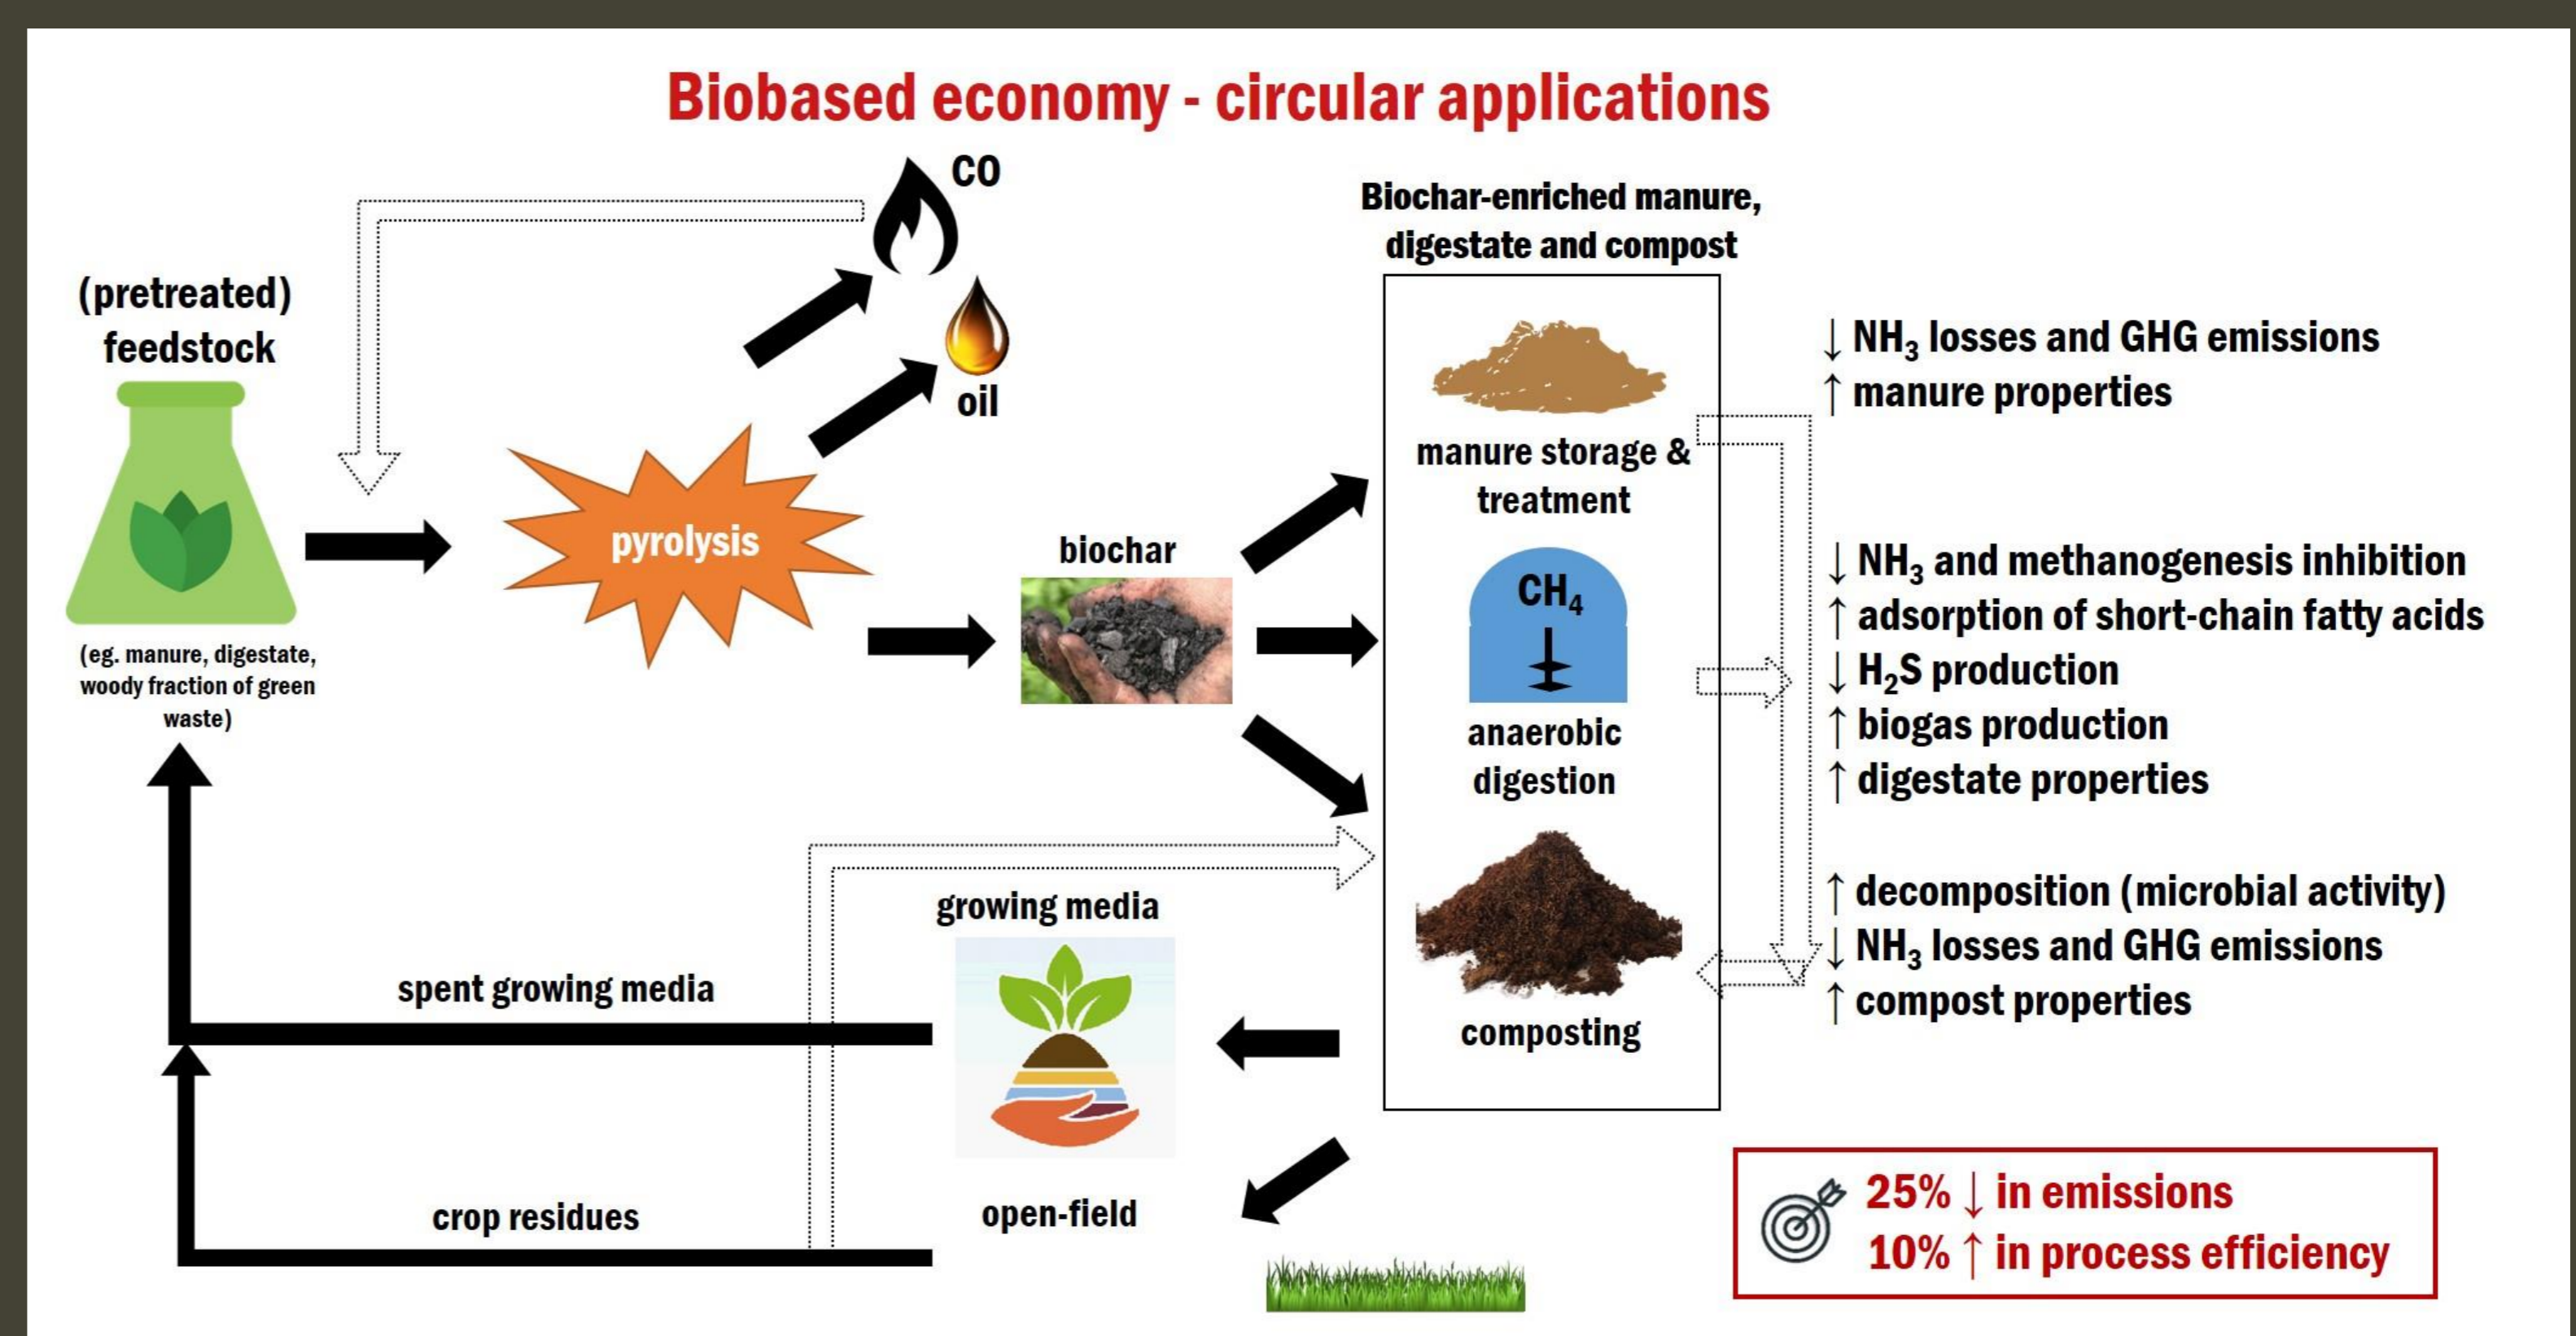 Biobased economy - circular applications
CO
oil
(pretreated)
feedstock
(eg. manure, digestate,
woody fraction of green
waste)
pyrolysis
biochar
Biochar-enriched manure,
digestate and compost
manure storage &
treatment
CH₄
anaerobic
digestion
composting
↓ NH₃ losses and GHG emissions
↑ manure properties
↓ NH₃ and methanogenesis inhibition
↑ adsorption of short-chain fatty acids
↓ H₂S production
↑ biogas production
↑ digestate properties
↑ decomposition (microbial activity)
↓ NH₃ losses and GHG emissions
↑ compost properties
growing media
spent growing media
open-field
crop residues
25% ↓ in emissions
10% ↑ in process efficiency